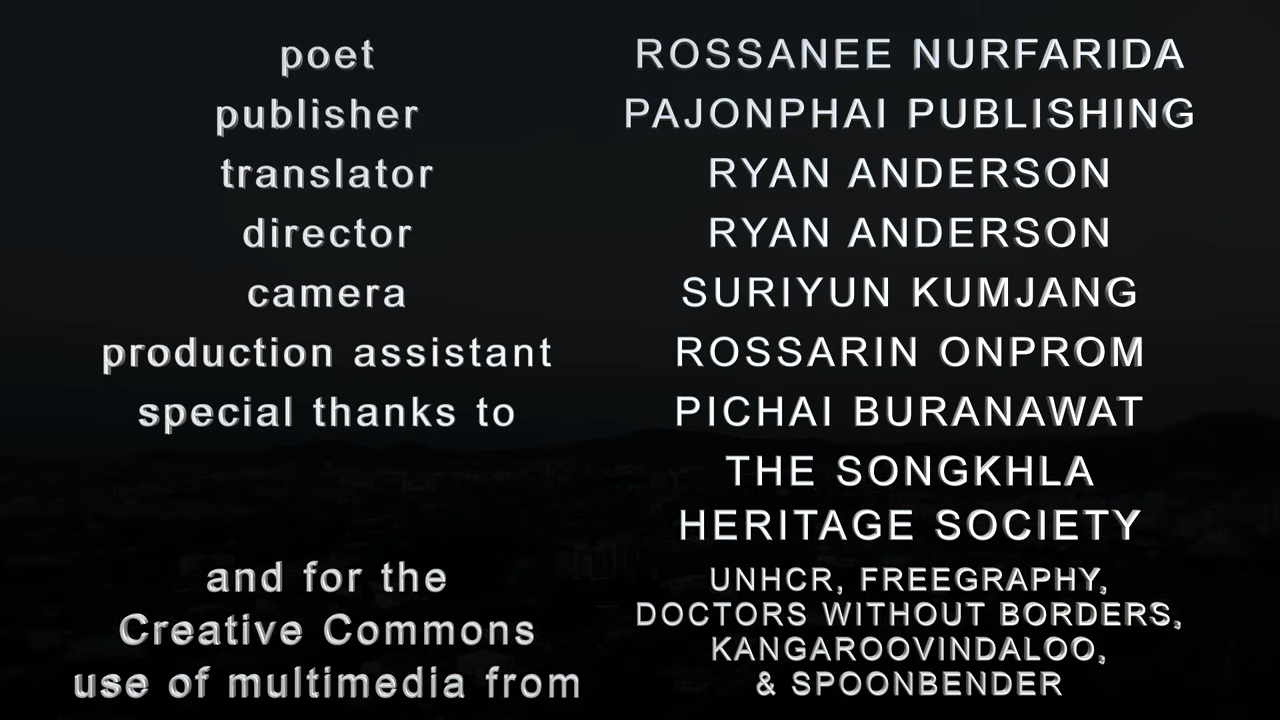 poet ROSSANEE NURFARIDA
publisher PAJONPHAI PUBLISHING
translator RYAN ANDERSON
director RYAN ANDERSON
camera SURIYUN KUMJANG
production assistant ROSSARIN ONPROM
special thanks to PICHAI BURANAWAT
THE SONGKHLA
HERITAGE SOCIETY
and for the
Creative Commons
use of multimedia from
UNHCR, FREEGRAPHY,
DOCTORS WITHOUT BORDERS,
KANGAROOVINDALOO,
& SPOONBENDER